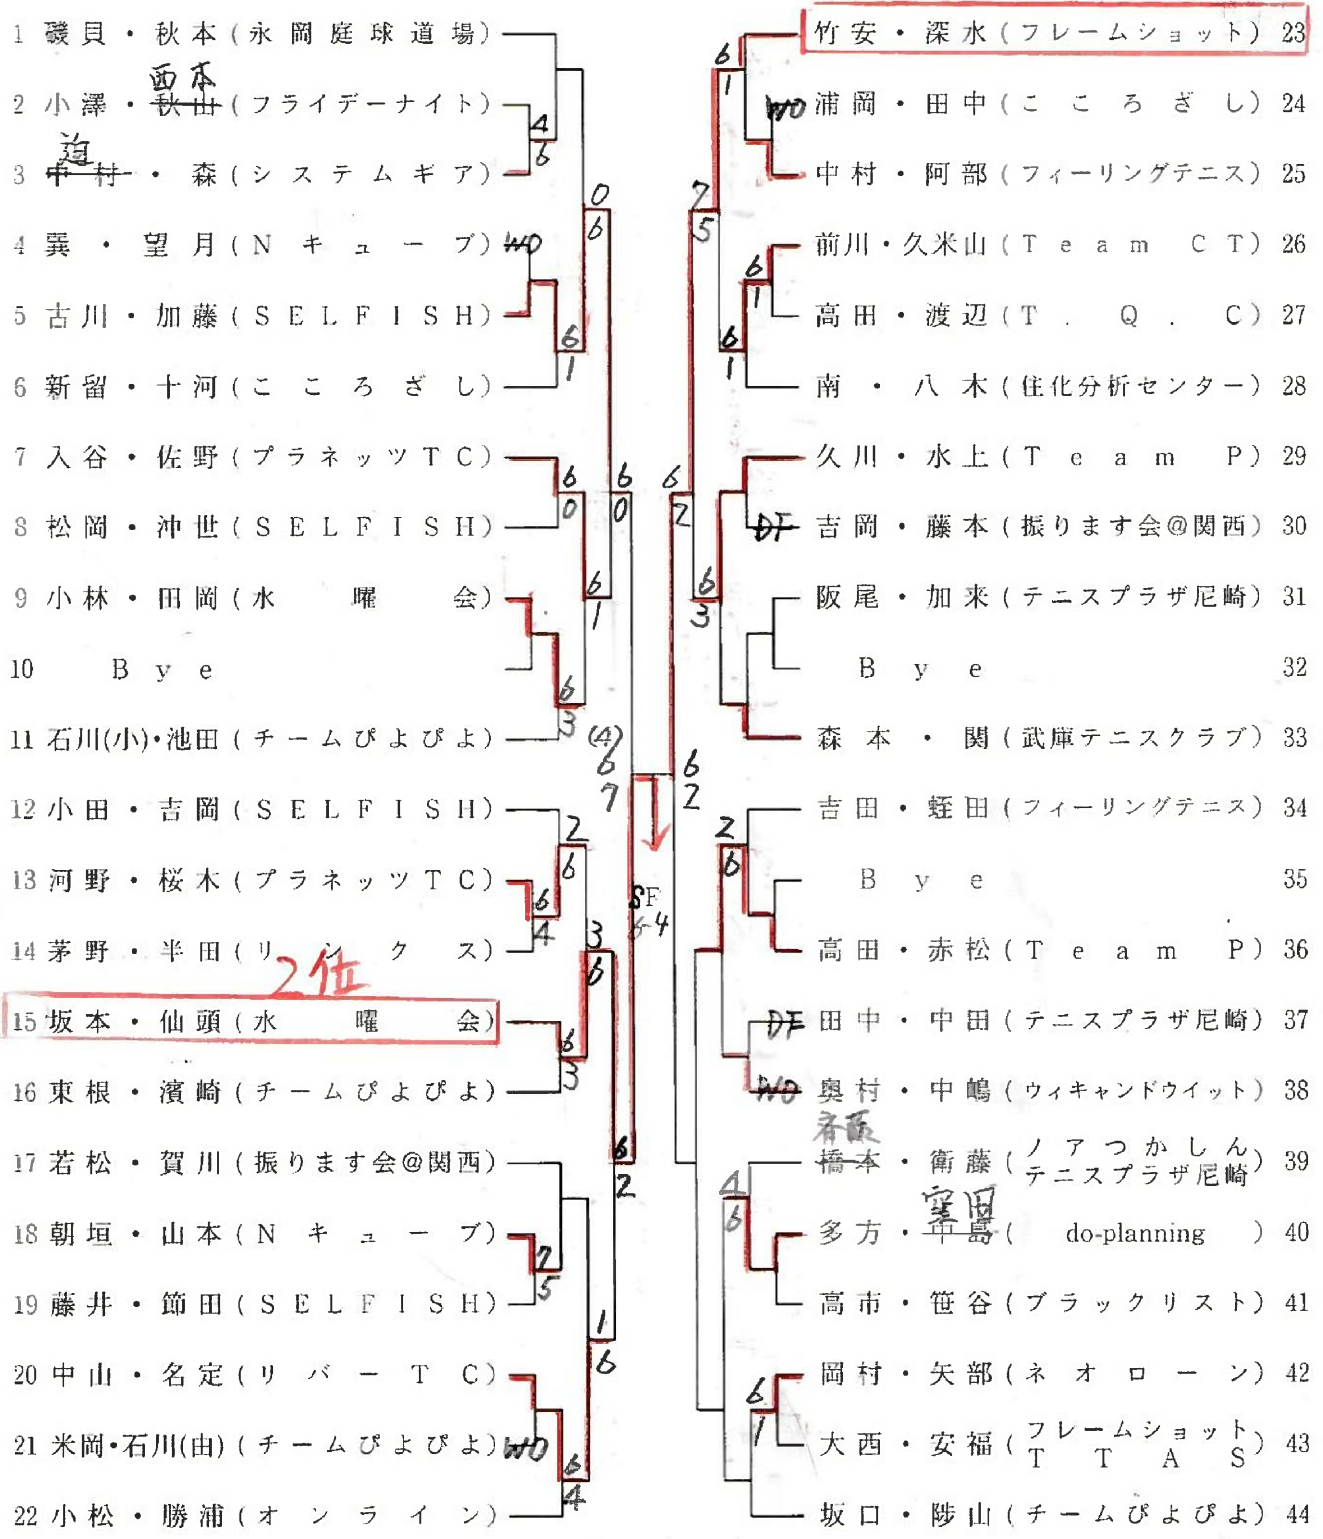 1 磯貝・秋本(永岡庭球道場)
西本
2 小澤・秋山(フライデーナイト)
4
6
迫
3 中村・森(システムギア)
0
6
4 巽・望月(Nキューブ) WO
5 古川・加藤(SELFISH)
6
1
6 新留・十河(こころざし)
7 入谷・佐野(プラネッツTC)
6
0
6
0
8 松岡・沖世(SELFISH)
9 小林・田岡(水曜会)
6
1
10 Bye
6
3
11 石川(小)・池田(チームぴよぴよ)
(4)
6
7
12 小田・吉岡(SELFISH)
2
6
13 河野・桜木(プラネッツTC)
6
4
SF
6-4
14 茅野・半田(リンクス)
3
6
2位
15 坂本・仙頭(水曜会)
6
3
16 東根・濱崎(チームぴよぴよ)
17 若松・賀川(振ります会@関西)
6
2
18 朝垣・山本(Nキューブ)
7
5
19 藤井・節田(SELFISH)
1
6
20 中山・名定(リバーTC)
21 米岡・石川(由)(チームぴよぴよ) WO
6
4
22 小松・勝浦(オンライン)
竹安・深水(フレームショット) 23
6
1
WO 浦岡・田中(こころざし) 24
中村・阿部(フィーリングテニス) 25
7
5
前川・久米山(Team CT) 26
6
1
高田・渡辺(T.Q.C) 27
6
1
南・八木(住化分析センター) 28
久川・水上(Team P) 29
6
2
DF 吉岡・藤本(振ります会@関西) 30
6
3
阪尾・加来(テニスプラザ尼崎) 31
Bye 32
森本・関(武庫テニスクラブ) 33
6
2
吉田・蛭田(フィーリングテニス) 34
2
6
Bye 35
高田・赤松(Team P) 36
DF 田中・中田(テニスプラザ尼崎) 37
WO 奥村・中嶋(ウィキャンドウイット) 38
橋本・衛藤(ノアつかしん
テニスプラザ尼崎) 39
4
6
窪田
多方・中島(do-planning) 40
高市・笹谷(ブラックリスト) 41
岡村・矢部(ネオローン) 42
6
1
大西・安福(フレームショット
TTAS) 43
坂口・陟山(チームぴよぴよ) 44